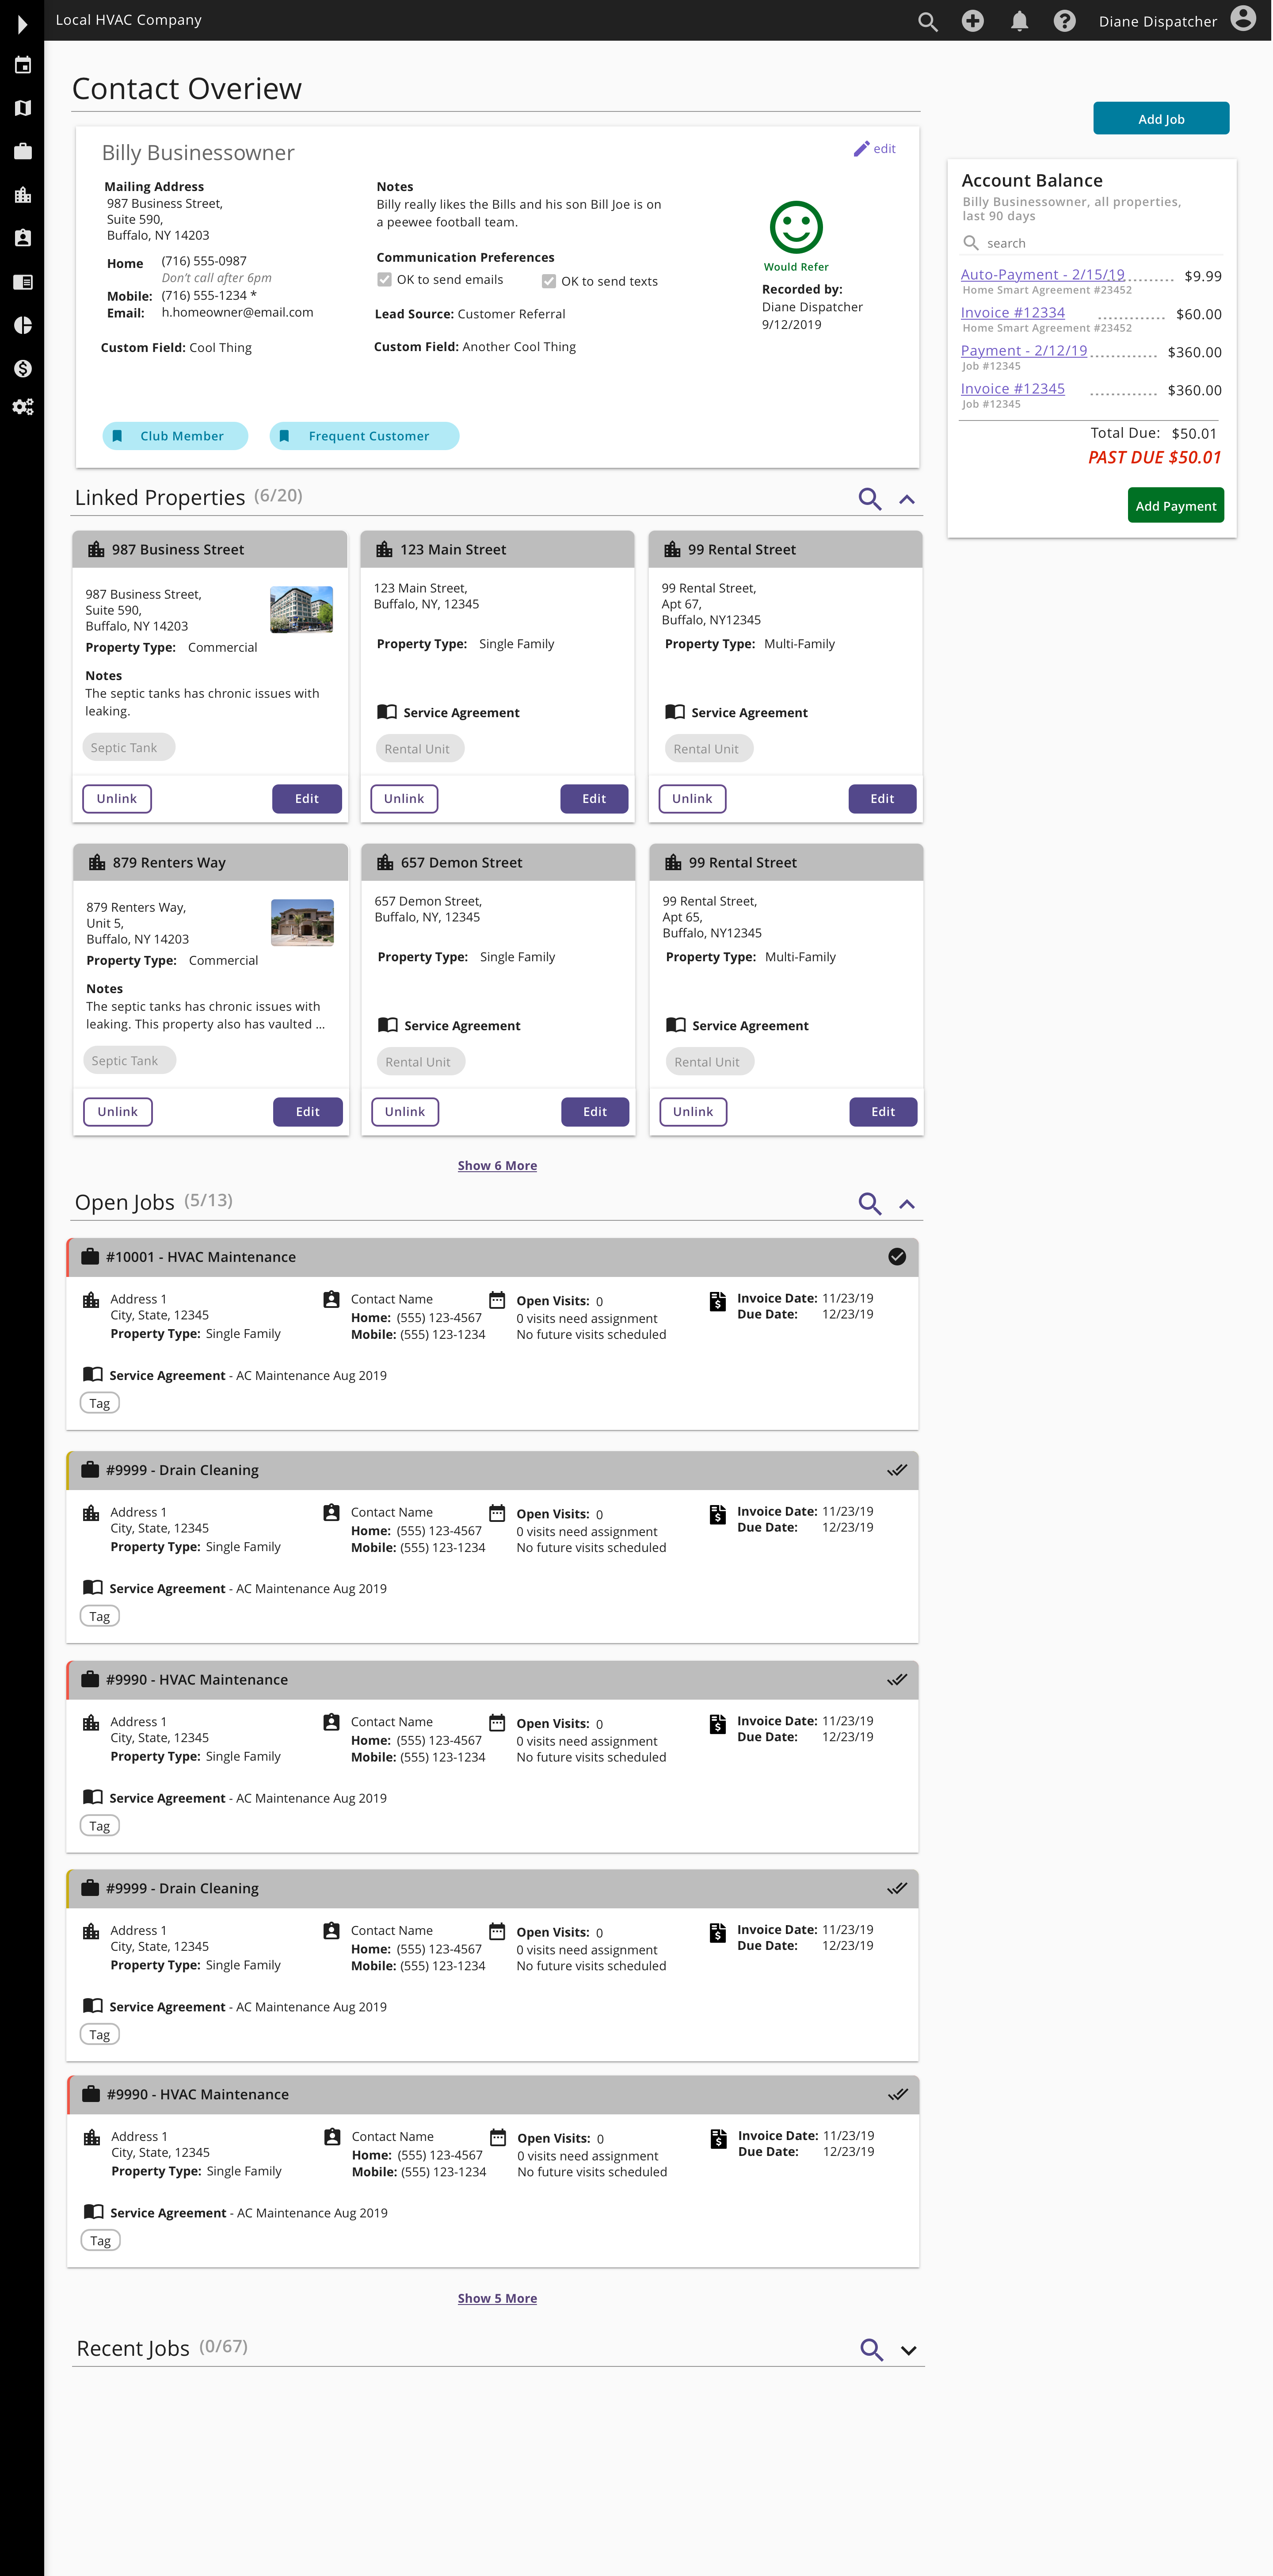 Local HVAC Company
Diane Dispatcher
Contact Overiew
Add Job
Billy Businessowner
edit
Mailing Address
987 Business Street,
Suite 590,
Buffalo, NY 14203
Home (716) 555-0987
Don't call after 6pm
Mobile: (716) 555-1234 *
Email: h.homeowner@email.com
Custom Field: Cool Thing
Notes
Billy really likes the Bills and his son Bill Joe is on
a peewee football team.
Communication Preferences
OK to send emails
OK to send texts
Lead Source: Customer Referral
Custom Field: Another Cool Thing
Would Refer
Recorded by:
Diane Dispatcher
9/12/2019
Club Member
Frequent Customer
Account Balance
Billy Businessowner, all properties,
last 90 days
search
Auto-Payment - 2/15/19.......... $9.99
Home Smart Agreement #23452
Invoice #12334 ............. $60.00
Home Smart Agreement #23452
Payment - 2/12/19............. $360.00
Job #12345
Invoice #12345 ............. $360.00
Job #12345
Total Due: $50.01
PAST DUE $50.01
Add Payment
Linked Properties (6/20)
987 Business Street
987 Business Street,
Suite 590,
Buffalo, NY 14203
Property Type: Commercial
Notes
The septic tanks has chronic issues with
leaking.
Septic Tank
Unlink
Edit
123 Main Street
123 Main Street,
Buffalo, NY, 12345
Property Type: Single Family
Service Agreement
Rental Unit
Unlink
Edit
99 Rental Street
99 Rental Street,
Apt 67,
Buffalo, NY12345
Property Type: Multi-Family
Service Agreement
Rental Unit
Unlink
Edit
879 Renters Way
879 Renters Way,
Unit 5,
Buffalo, NY 14203
Property Type: Commercial
Notes
The septic tanks has chronic issues with
leaking. This property also has vaulted ...
Septic Tank
Unlink
Edit
657 Demon Street
657 Demon Street,
Buffalo, NY, 12345
Property Type: Single Family
Service Agreement
Rental Unit
Unlink
Edit
99 Rental Street
99 Rental Street,
Apt 65,
Buffalo, NY12345
Property Type: Multi-Family
Service Agreement
Rental Unit
Unlink
Edit
Show 6 More
Open Jobs (5/13)
#10001 - HVAC Maintenance
Address 1
City, State, 12345
Property Type: Single Family
Contact Name
Home: (555) 123-4567
Mobile: (555) 123-1234
Open Visits: 0
0 visits need assignment
No future visits scheduled
Invoice Date: 11/23/19
Due Date: 12/23/19
Service Agreement - AC Maintenance Aug 2019
Tag
#9999 - Drain Cleaning
Address 1
City, State, 12345
Property Type: Single Family
Contact Name
Home: (555) 123-4567
Mobile: (555) 123-1234
Open Visits: 0
0 visits need assignment
No future visits scheduled
Invoice Date: 11/23/19
Due Date: 12/23/19
Service Agreement - AC Maintenance Aug 2019
Tag
#9990 - HVAC Maintenance
Address 1
City, State, 12345
Property Type: Single Family
Contact Name
Home: (555) 123-4567
Mobile: (555) 123-1234
Open Visits: 0
0 visits need assignment
No future visits scheduled
Invoice Date: 11/23/19
Due Date: 12/23/19
Service Agreement - AC Maintenance Aug 2019
Tag
#9999 - Drain Cleaning
Address 1
City, State, 12345
Property Type: Single Family
Contact Name
Home: (555) 123-4567
Mobile: (555) 123-1234
Open Visits: 0
0 visits need assignment
No future visits scheduled
Invoice Date: 11/23/19
Due Date: 12/23/19
Service Agreement - AC Maintenance Aug 2019
Tag
#9990 - HVAC Maintenance
Address 1
City, State, 12345
Property Type: Single Family
Contact Name
Home: (555) 123-4567
Mobile: (555) 123-1234
Open Visits: 0
0 visits need assignment
No future visits scheduled
Invoice Date: 11/23/19
Due Date: 12/23/19
Service Agreement - AC Maintenance Aug 2019
Tag
Show 5 More
Recent Jobs (0/67)